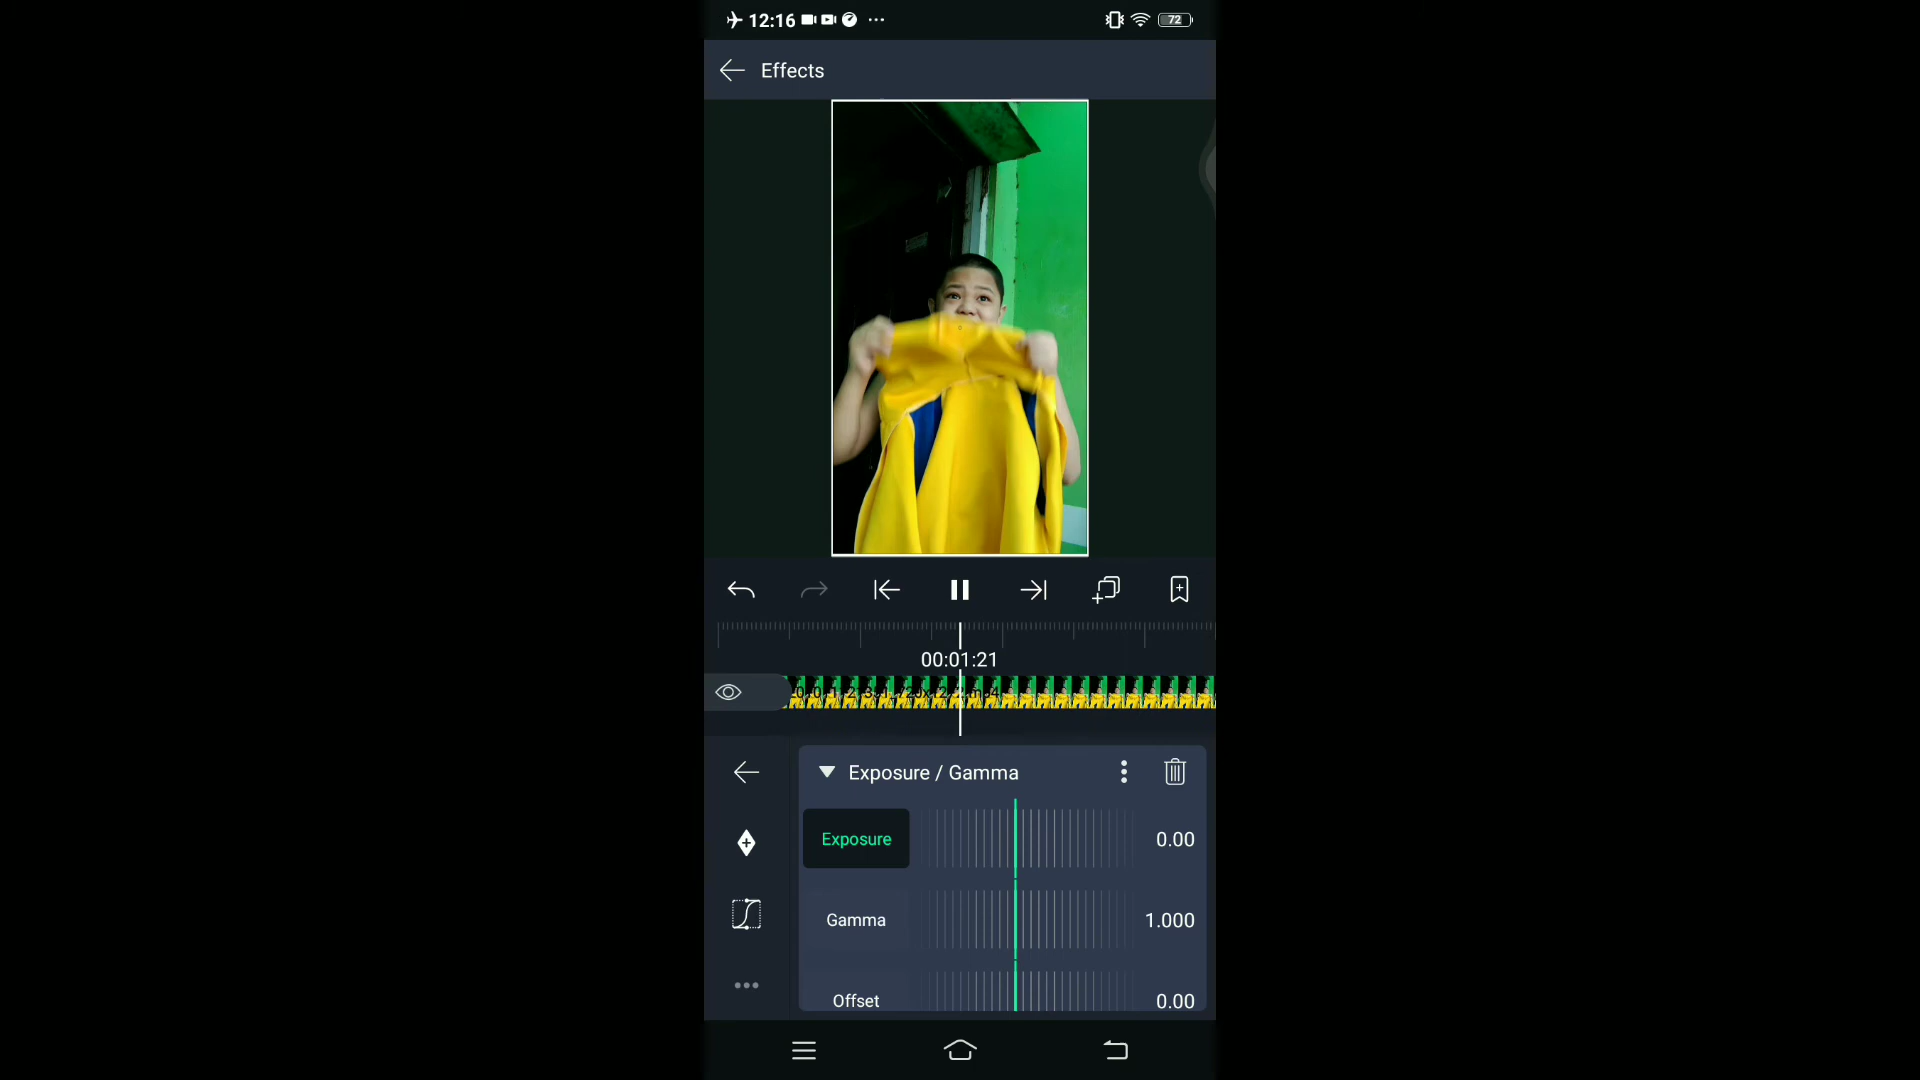 12:16
72
Effects
00:01:21
Exposure / Gamma
Exposure
0.00
Gamma
1.000
Offset
0.00